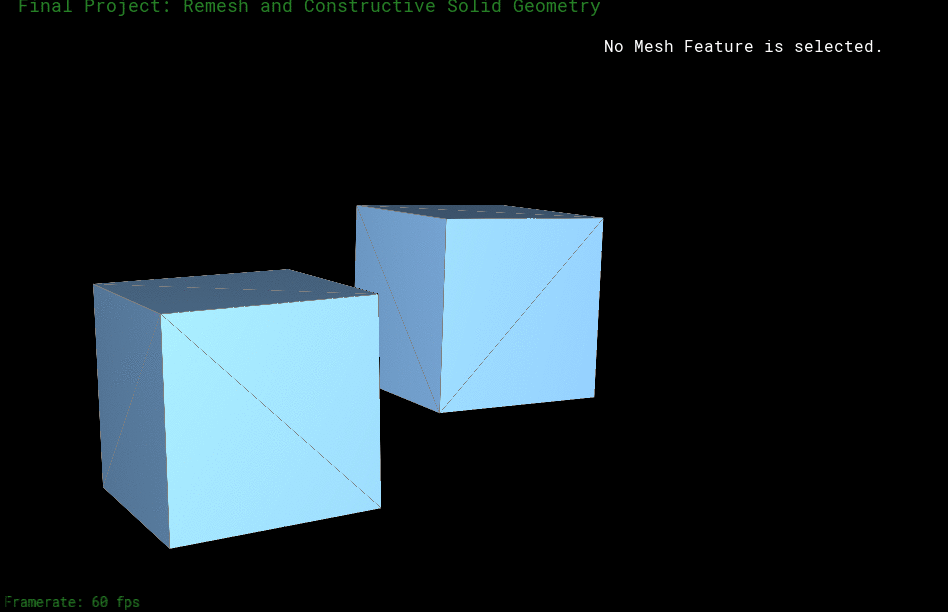 Final Project: Remesh and Constructive Solid Geometry
No Mesh Feature is selected.
Framerate: 60 fps